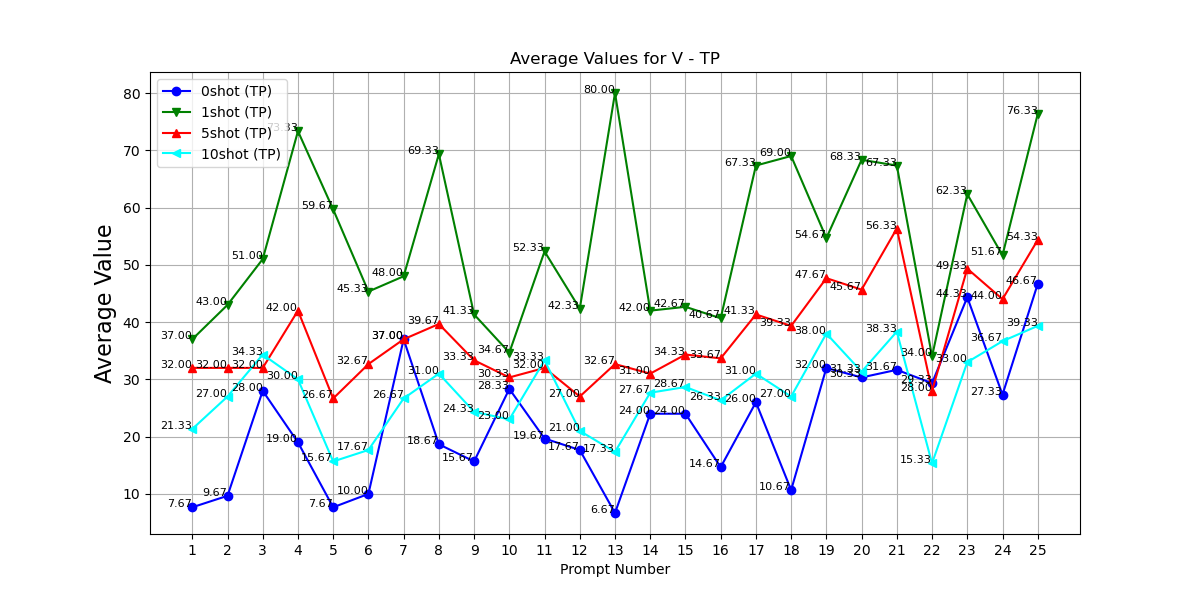 Average Values for V - TP
0shot (TP)
1shot (TP)
5shot (TP)
10shot (TP)
Average Value
80
70
60
50
40
30
20
10
37.00 43.00 51.00 73.33 59.67 45.33 48.00 69.33 41.33 34.67 52.33 42.33 80.00 42.00 42.67 40.67 67.33 69.00 54.67 68.33 67.33 34.00 62.33 51.67 76.33
32.00 32.00 32.00 42.00 26.67 32.67 37.00 39.67 33.33 30.33 32.00 27.00 32.67 31.00 34.33 33.67 41.33 39.33 47.67 45.67 56.33 28.00 49.33 44.00 54.33
21.33 27.00 34.33 30.00 15.67 17.67 26.67 31.00 24.33 23.00 33.33 21.00 17.33 27.67 28.67 26.33 31.00 27.00 38.00 31.33 38.33 15.33 33.00 36.67 39.33
7.67 9.67 28.00 19.00 7.67 10.00 37.00 18.67 15.67 28.33 19.67 17.67 6.67 24.00 24.00 14.67 26.00 10.67 32.00 30.33 31.67 29.33 44.33 27.33 46.67
1 2 3 4 5 6 7 8 9 10 11 12 13 14 15 16 17 18 19 20 21 22 23 24 25
Prompt Number